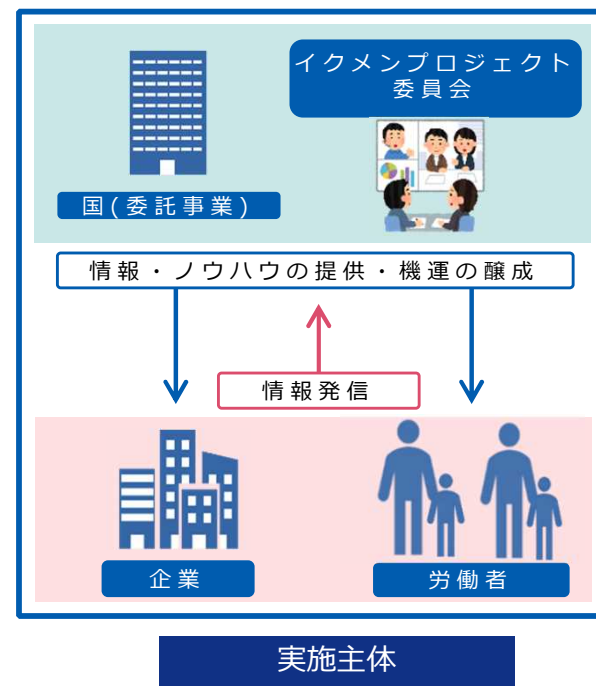 イクメンプロジェクト
委員会
国(委託事業)
情報・ノウハウの提供・機運の醸成
情報発信
企業
労働者
実施主体